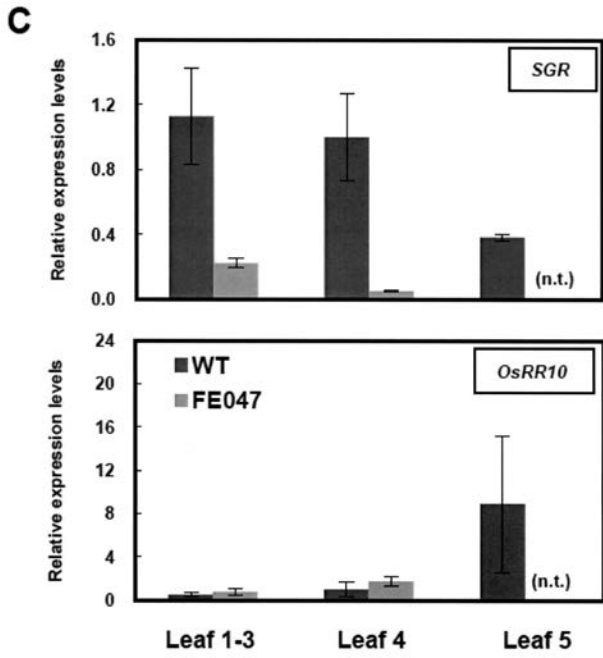 C
Relative expression levels
1.6
1.2
0.8
0.4
0.0
SGR
(n.t.)
Relative expression levels
24
20
16
12
8
4
0
WT
FE047
OsRR10
(n.t.)
Leaf 1-3 Leaf 4 Leaf 5